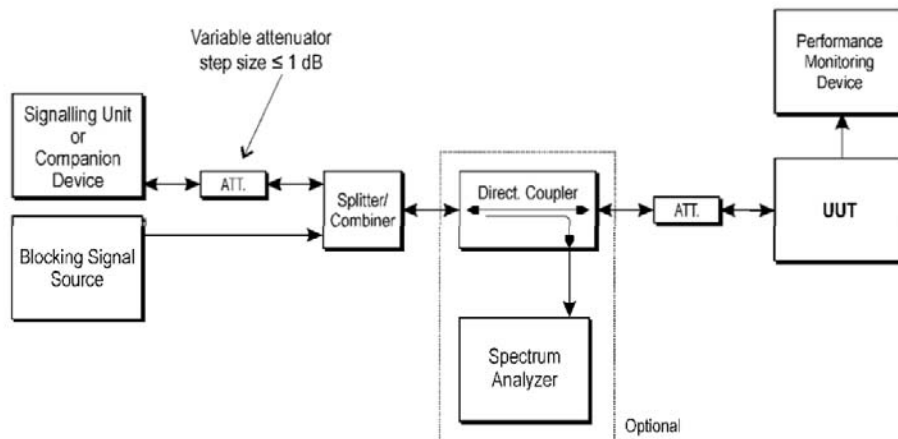 Variable attenuator
step size ≤ 1 dB
Performance
Monitoring
Device
Signalling Unit
or
Companion
Device
ATT.
Splitter/
Combiner
Direct. Coupler
ATT.
UUT
Blocking Signal
Source
Spectrum
Analyzer
Optional